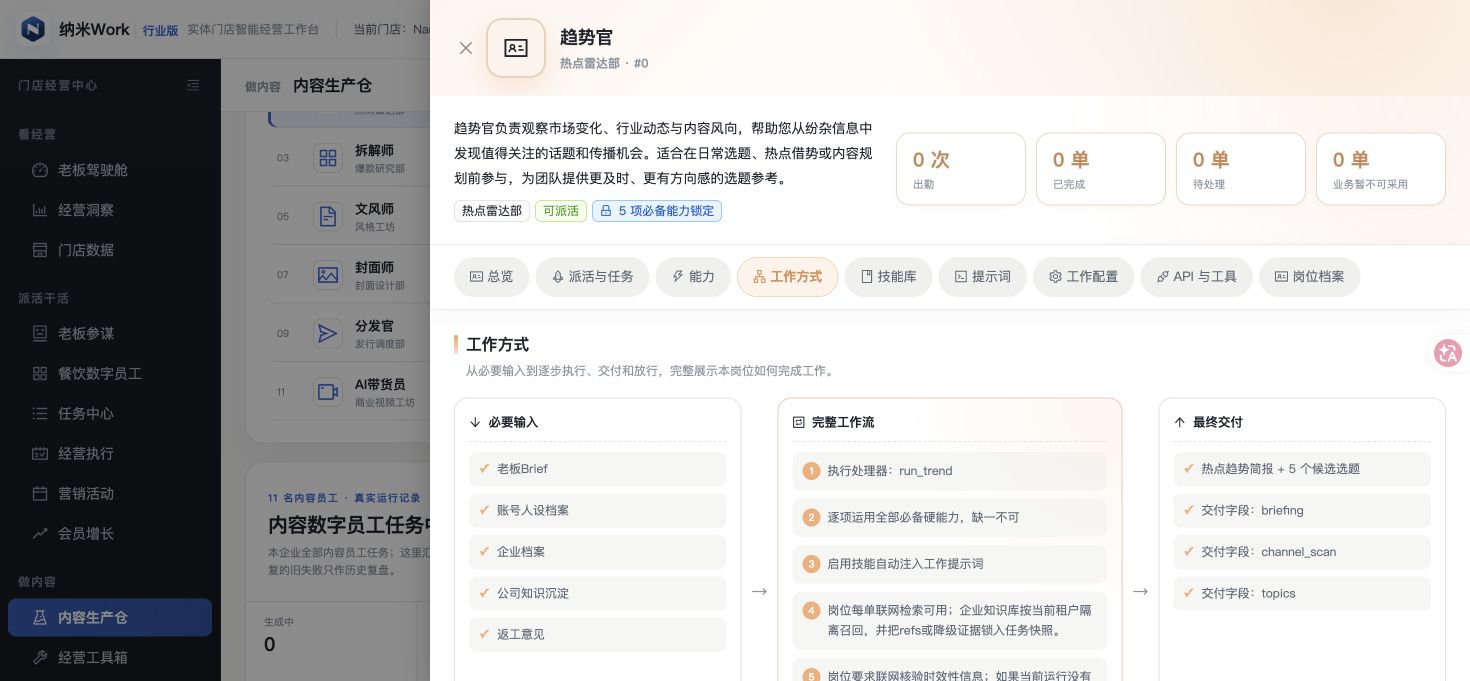 纳米Work 行业版 实体门店智能经营工作台 当前门店：
门店经营中心
看经营
老板驾驶舱
经营洞察
门店数据
派活干活
老板参谋
餐饮数字员工
任务中心
经营执行
营销活动
会员增长
做内容
内容生产仓
经营工具箱
做内容 内容生产仓
03 拆解师
爆款研究部
05 文风师
风格工坊
07 封面师
封面设计部
09 分发官
发行调度部
11 AI带货员
商业视频工坊
11 名内容员工 · 真实运行记录
内容数字员工任务
本企业全部内容员工任务；这里
复的旧失败只作历史复盘。
生成中
0
趋势官
热点雷达部 · #0
趋势官负责观察市场变化、行业动态与内容风向，帮助您从纷杂信息中
发现值得关注的话题和传播机会。适合在日常选题、热点借势或内容规
划前参与，为团队提供更及时、更有方向感的选题参考。
热点雷达部 可派活 5 项必备能力锁定
0 次
出勤
0 单
已完成
0 单
待处理
0 单
业务暂不可采用
总览 派活与任务 能力 工作方式 技能库 提示词 工作配置 API 与工具 岗位档案
工作方式
从必要输入到逐步执行、交付和放行，完整展示本岗位如何完成工作。
必要输入
老板Brief
账号人设档案
企业档案
公司知识沉淀
返工意见
完整工作流
1 执行处理器：run_trend
2 逐项运用全部必备硬能力，缺一不可
3 启用技能自动注入工作提示词
4 岗位每单联网检索可用；企业知识库按当前租户隔
离召回，并把refs或降级证据锁入任务快照。
5 岗位要求联网核验时效性信息；如果当前运行没有
最终交付
热点趋势简报 + 5 个候选选题
交付字段：briefing
交付字段：channel_scan
交付字段：topics